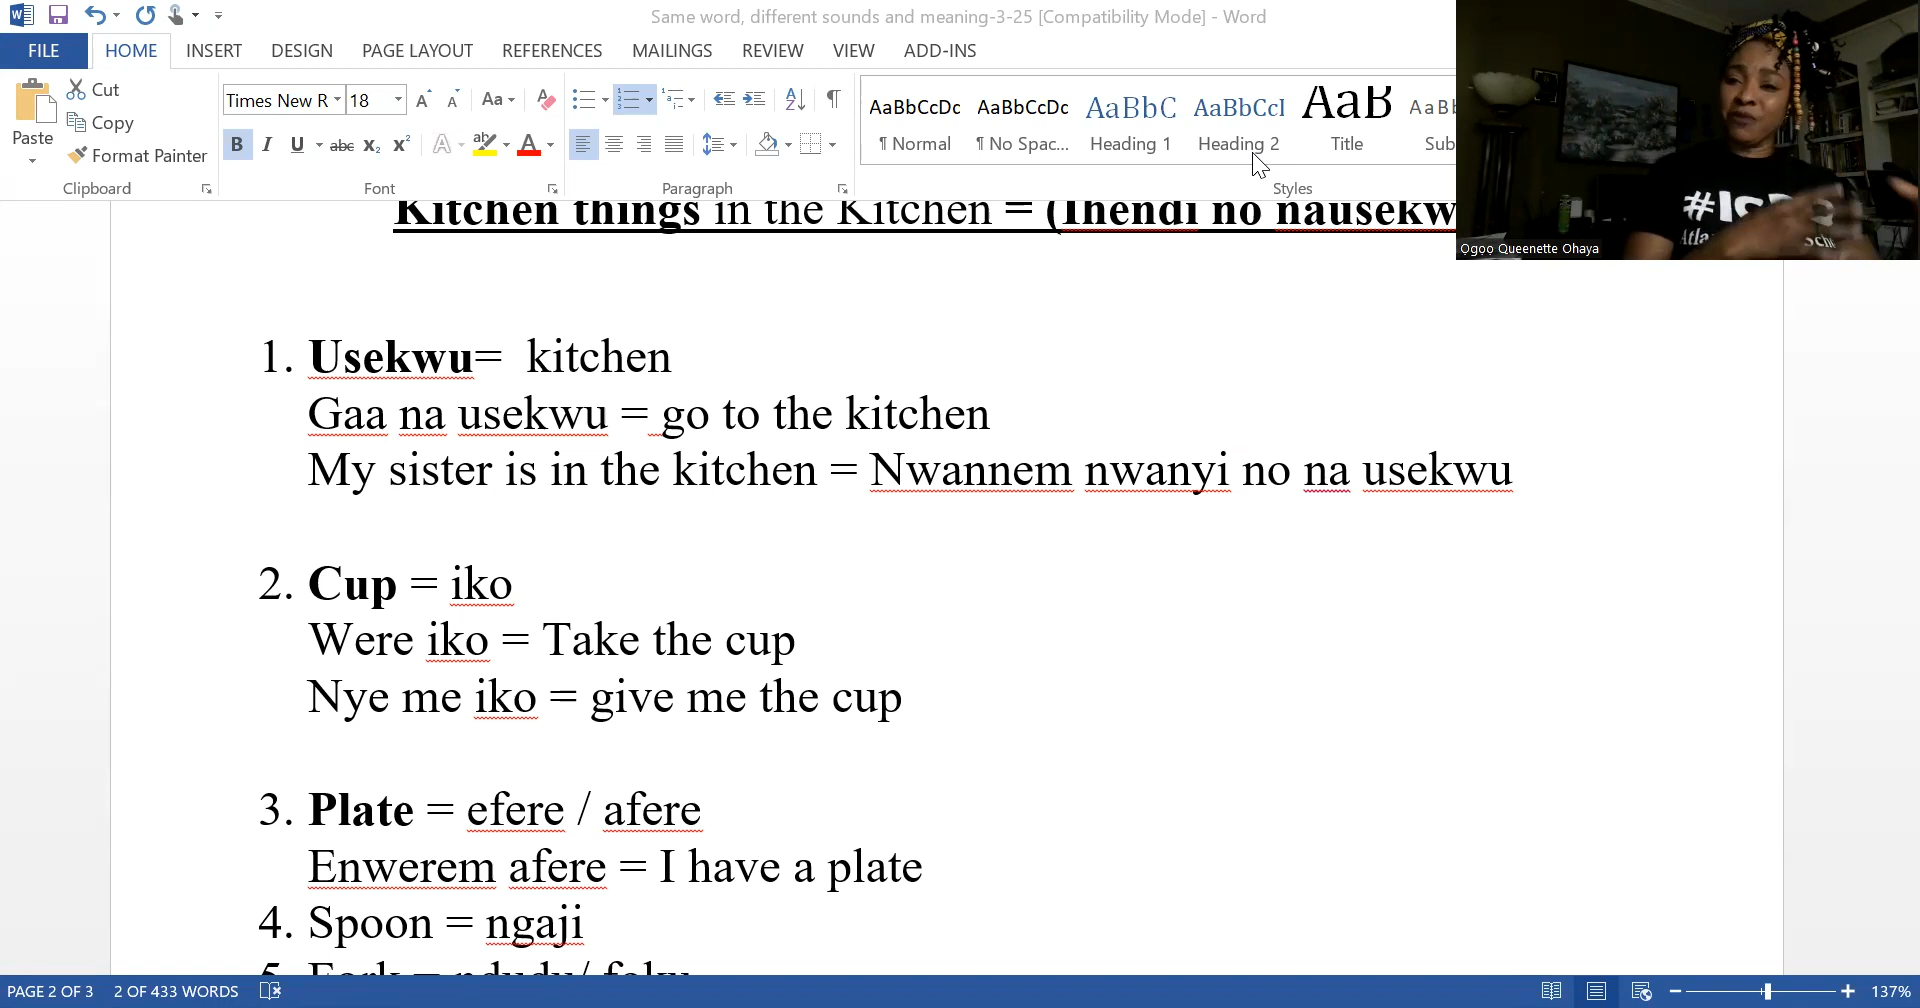 Same word, different sounds and meaning-3-25 [Compatibility Mode] - Word
FILE HOME INSERT DESIGN PAGE LAYOUT REFERENCES MAILINGS REVIEW VIEW ADD-INS
Cut
Copy
Format Painter
Paste
Clipboard
Times New R 18
Font
Paragraph
AaBbCcDc AaBbCcDc AaBbC AaBbCcI AaB AaBb
¶ Normal ¶ No Spac... Heading 1 Heading 2 Title Sub
Styles
Ọgọọ Queenette Ohaya
Kitchen things in the Kitchen = (Ihendi no nausekw
1. Usekwu= kitchen
Gaa na usekwu = go to the kitchen
My sister is in the kitchen = Nwannem nwanyi no na usekwu
2. Cup = iko
Were iko = Take the cup
Nye me iko = give me the cup
3. Plate = efere / afere
Enwerem afere = I have a plate
4. Spoon = ngaji
5. Fork = ndudu/ foku
PAGE 2 OF 3 2 OF 433 WORDS 137%